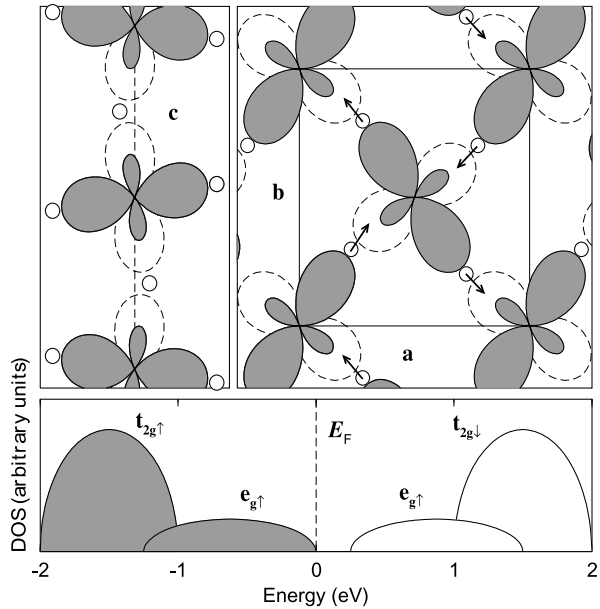 c
b
a
DOS (arbitrary units)
t2g↑
EF
t2g↓
eg↑
eg↑
-2 -1 0 1 2
Energy (eV)